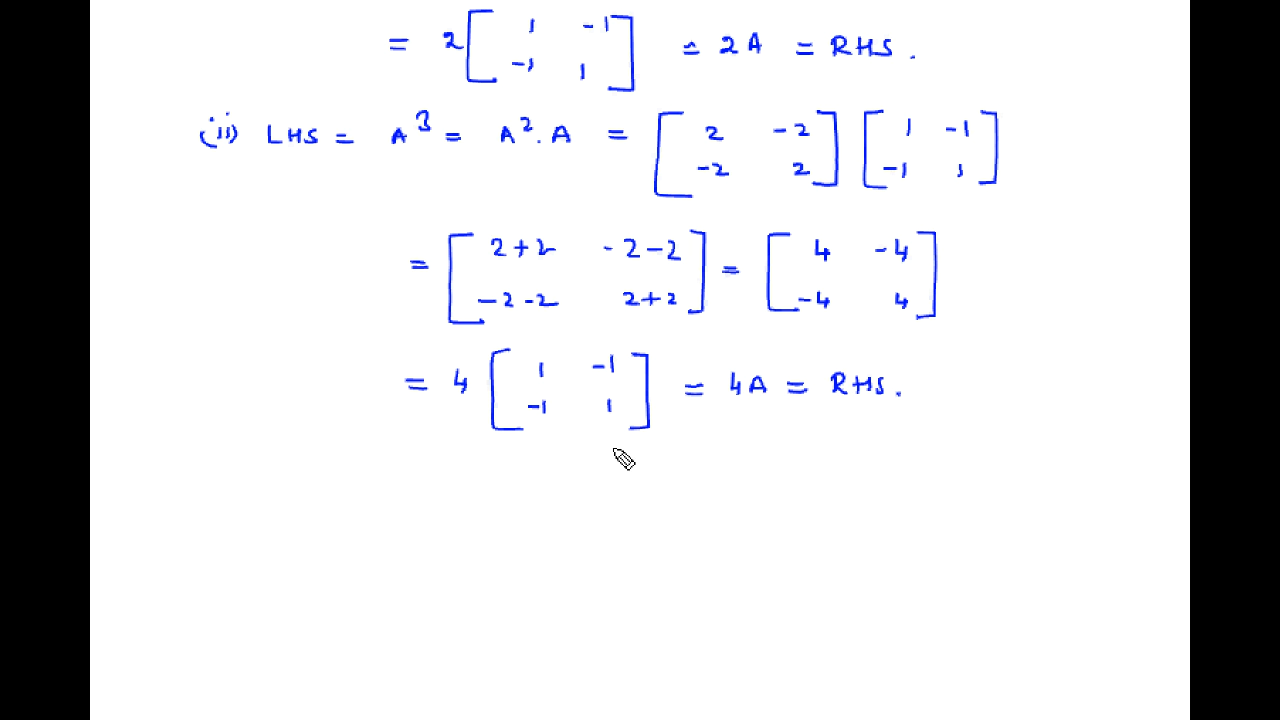 = 2 [ 1 -1 ] = 2A = RHS.
[ -1 1 ]
(ii) LHS = A³ = A². A = [ 2 -2 ] [ 1 -1 ]
[ -2 2 ] [ -1 1 ]
= [ 2+2 -2-2 ] = [ 4 -4 ]
[ -2-2 2+2 ] [ -4 4 ]
= 4 [ 1 -1 ] = 4A = RHS.
[ -1 1 ]